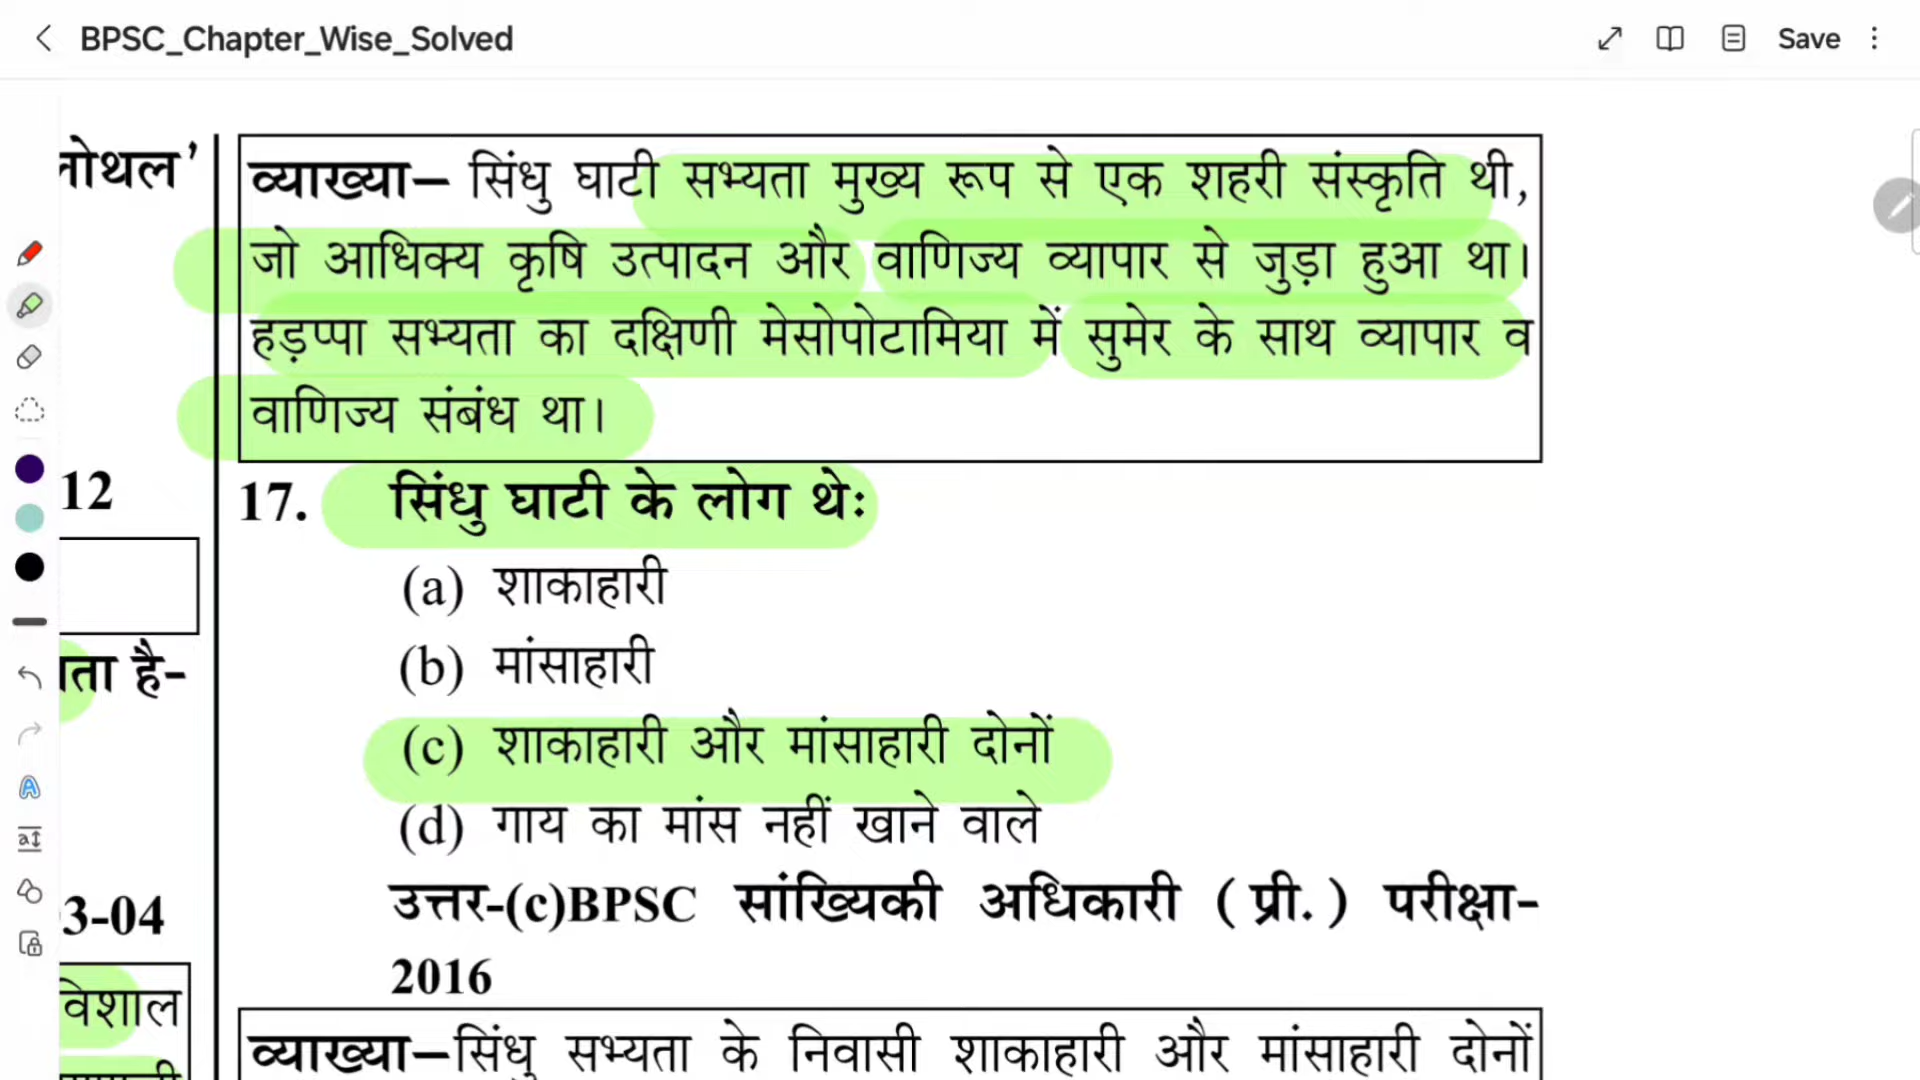 BPSC_Chapter_Wise_Solved
Save
12
3-04
विशाल
व्याख्या– सिंधु घाटी सभ्यता मुख्य रूप से एक शहरी संस्कृति थी,
जो आधिक्य कृषि उत्पादन और वाणिज्य व्यापार से जुड़ा हुआ था।
हड़प्पा सभ्यता का दक्षिणी मेसोपोटामिया में सुमेर के साथ व्यापार व
वाणिज्य संबंध था।
17. सिंधु घाटी के लोग थेः
(a) शाकाहारी
(b) मांसाहारी
(c) शाकाहारी और मांसाहारी दोनों
(d) गाय का मांस नहीं खाने वाले
उत्तर-(c)BPSC सांख्यिकी अधिकारी (प्री.) परीक्षा-
2016
व्याख्या–सिंधु सभ्यता के निवासी शाकाहारी और मांसाहारी दोनों